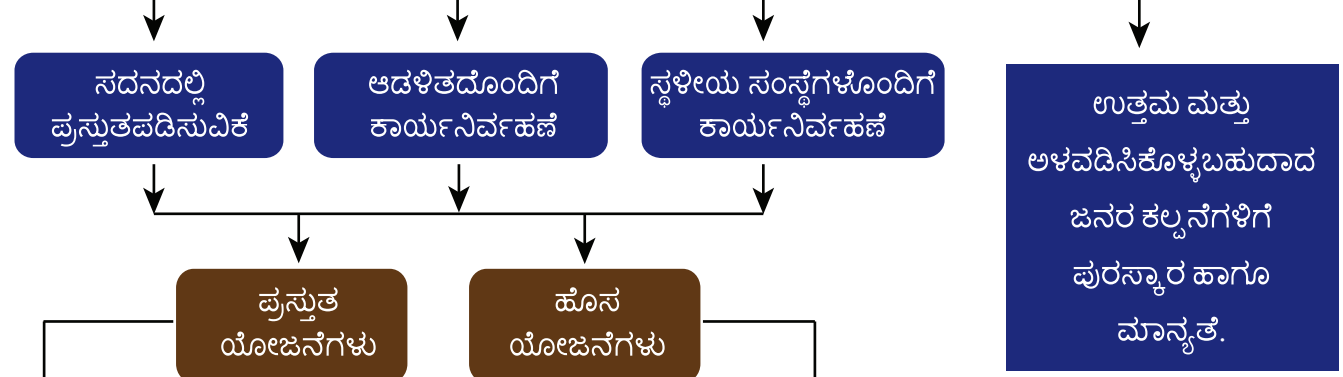 ಸದನದಲ್ಲಿ
ಪ್ರಸ್ತುತಪಡಿಸುವಿಕೆ
ಆಡಳಿತದೊಂದಿಗೆ
ಕಾರ್ಯನಿರ್ವಹಣೆ
ಸ್ಥಳೀಯ ಸಂಸ್ಥೆಗಳೊಂದಿಗೆ
ಕಾರ್ಯನಿರ್ವಹಣೆ
ಉತ್ತಮ ಮತ್ತು
ಅಳವಡಿಸಿಕೊಳ್ಳಬಹುದಾದ
ಜನರ ಕಲ್ಪನೆಗಳಿಗೆ
ಪುರಸ್ಕಾರ ಹಾಗೂ
ಮಾನ್ಯತೆ.
ಪ್ರಸ್ತುತ
ಯೋಜನೆಗಳು
ಹೊಸ
ಯೋಜನೆಗಳು